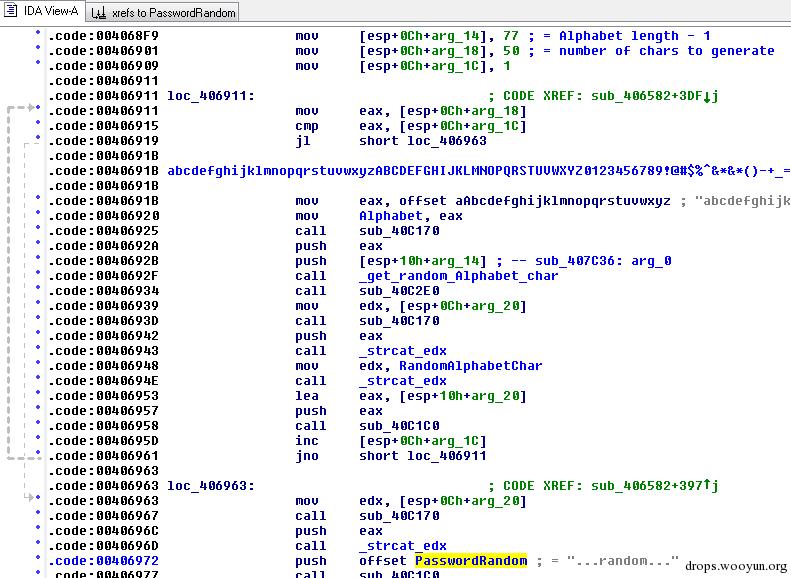 IDA View-A xrefs to PasswordRandom
.code:004068F9 mov [esp+0Ch+arg_14], 77 ; = Alphabet length - 1
.code:00406901 mov [esp+0Ch+arg_18], 50 ; = number of chars to generate
.code:00406909 mov [esp+0Ch+arg_1C], 1
.code:00406911
.code:00406911 loc_406911: ; CODE XREF: sub_406582+3DF↓j
.code:00406911 mov eax, [esp+0Ch+arg_18]
.code:00406915 cmp eax, [esp+0Ch+arg_1C]
.code:00406919 jl short loc_406963
.code:0040691B
.code:0040691B abcdefghijklmnopqrstuvwxyzABCDEFGHIJKLMNOPQRSTUVWXYZ0123456789!@#$%^&*&*()-+_=
.code:0040691B
.code:0040691B mov eax, offset aAbcdefghijklmnopqrstuvwxyz ; "abcdefghijk
.code:00406920 mov Alphabet, eax
.code:00406925 call sub_40C170
.code:0040692A push eax
.code:0040692B push [esp+10h+arg_14] ; -- sub_407C36: arg_0
.code:0040692F call _get_random_Alphabet_char
.code:00406934 call sub_40C2E0
.code:00406939 mov edx, [esp+0Ch+arg_20]
.code:0040693D call sub_40C170
.code:00406942 push eax
.code:00406943 call _strcat_edx
.code:00406948 mov edx, RandomAlphabetChar
.code:0040694E call _strcat_edx
.code:00406953 lea eax, [esp+10h+arg_20]
.code:00406957 push eax
.code:00406958 call sub_40C1C0
.code:0040695D inc [esp+0Ch+arg_1C]
.code:00406961 jno short loc_406911
.code:00406963
.code:00406963 loc_406963: ; CODE XREF: sub_406582+397↑j
.code:00406963 mov edx, [esp+0Ch+arg_20]
.code:00406967 call sub_40C170
.code:0040696C push eax
.code:0040696D call _strcat_edx
.code:00406972 push offset PasswordRandom ; = "...random..."
.code:00406977 call sub_40C1C0
drops.wooyun.org